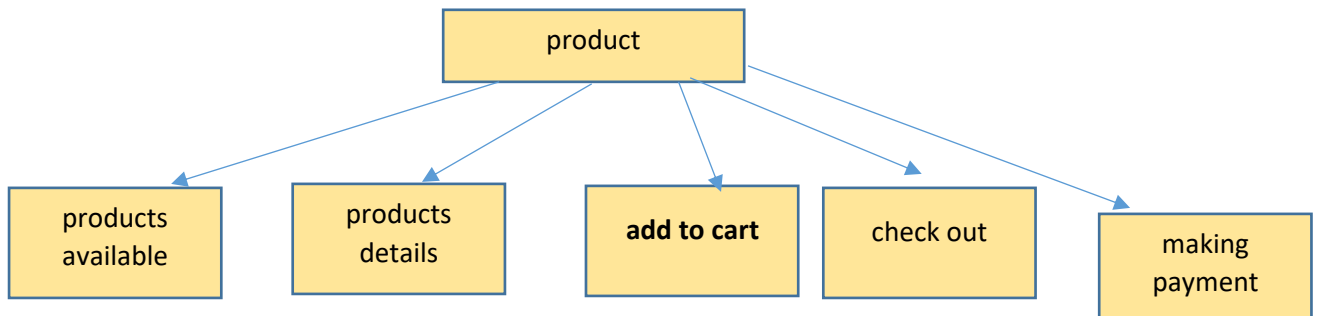 product
products
available
products
details
add to cart
check out
making
payment